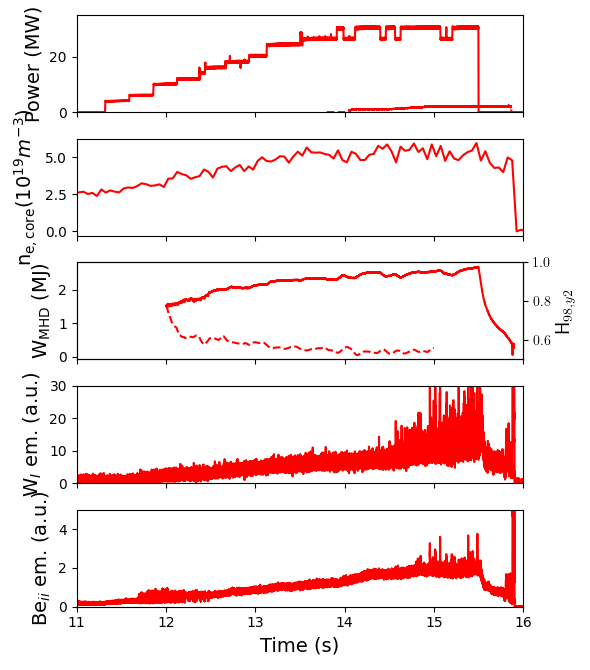 Power (MW)
20
0
n_e,core(10^19 m^−3)
5.0
2.5
0.0
W_MHD (MJ)
2
1
0
1.0
0.8
0.6
H_98,y2
W_I em. (a.u.)
30
20
10
0
Be_ii em. (a.u.)
4
2
0
11 12 13 14 15 16
Time (s)